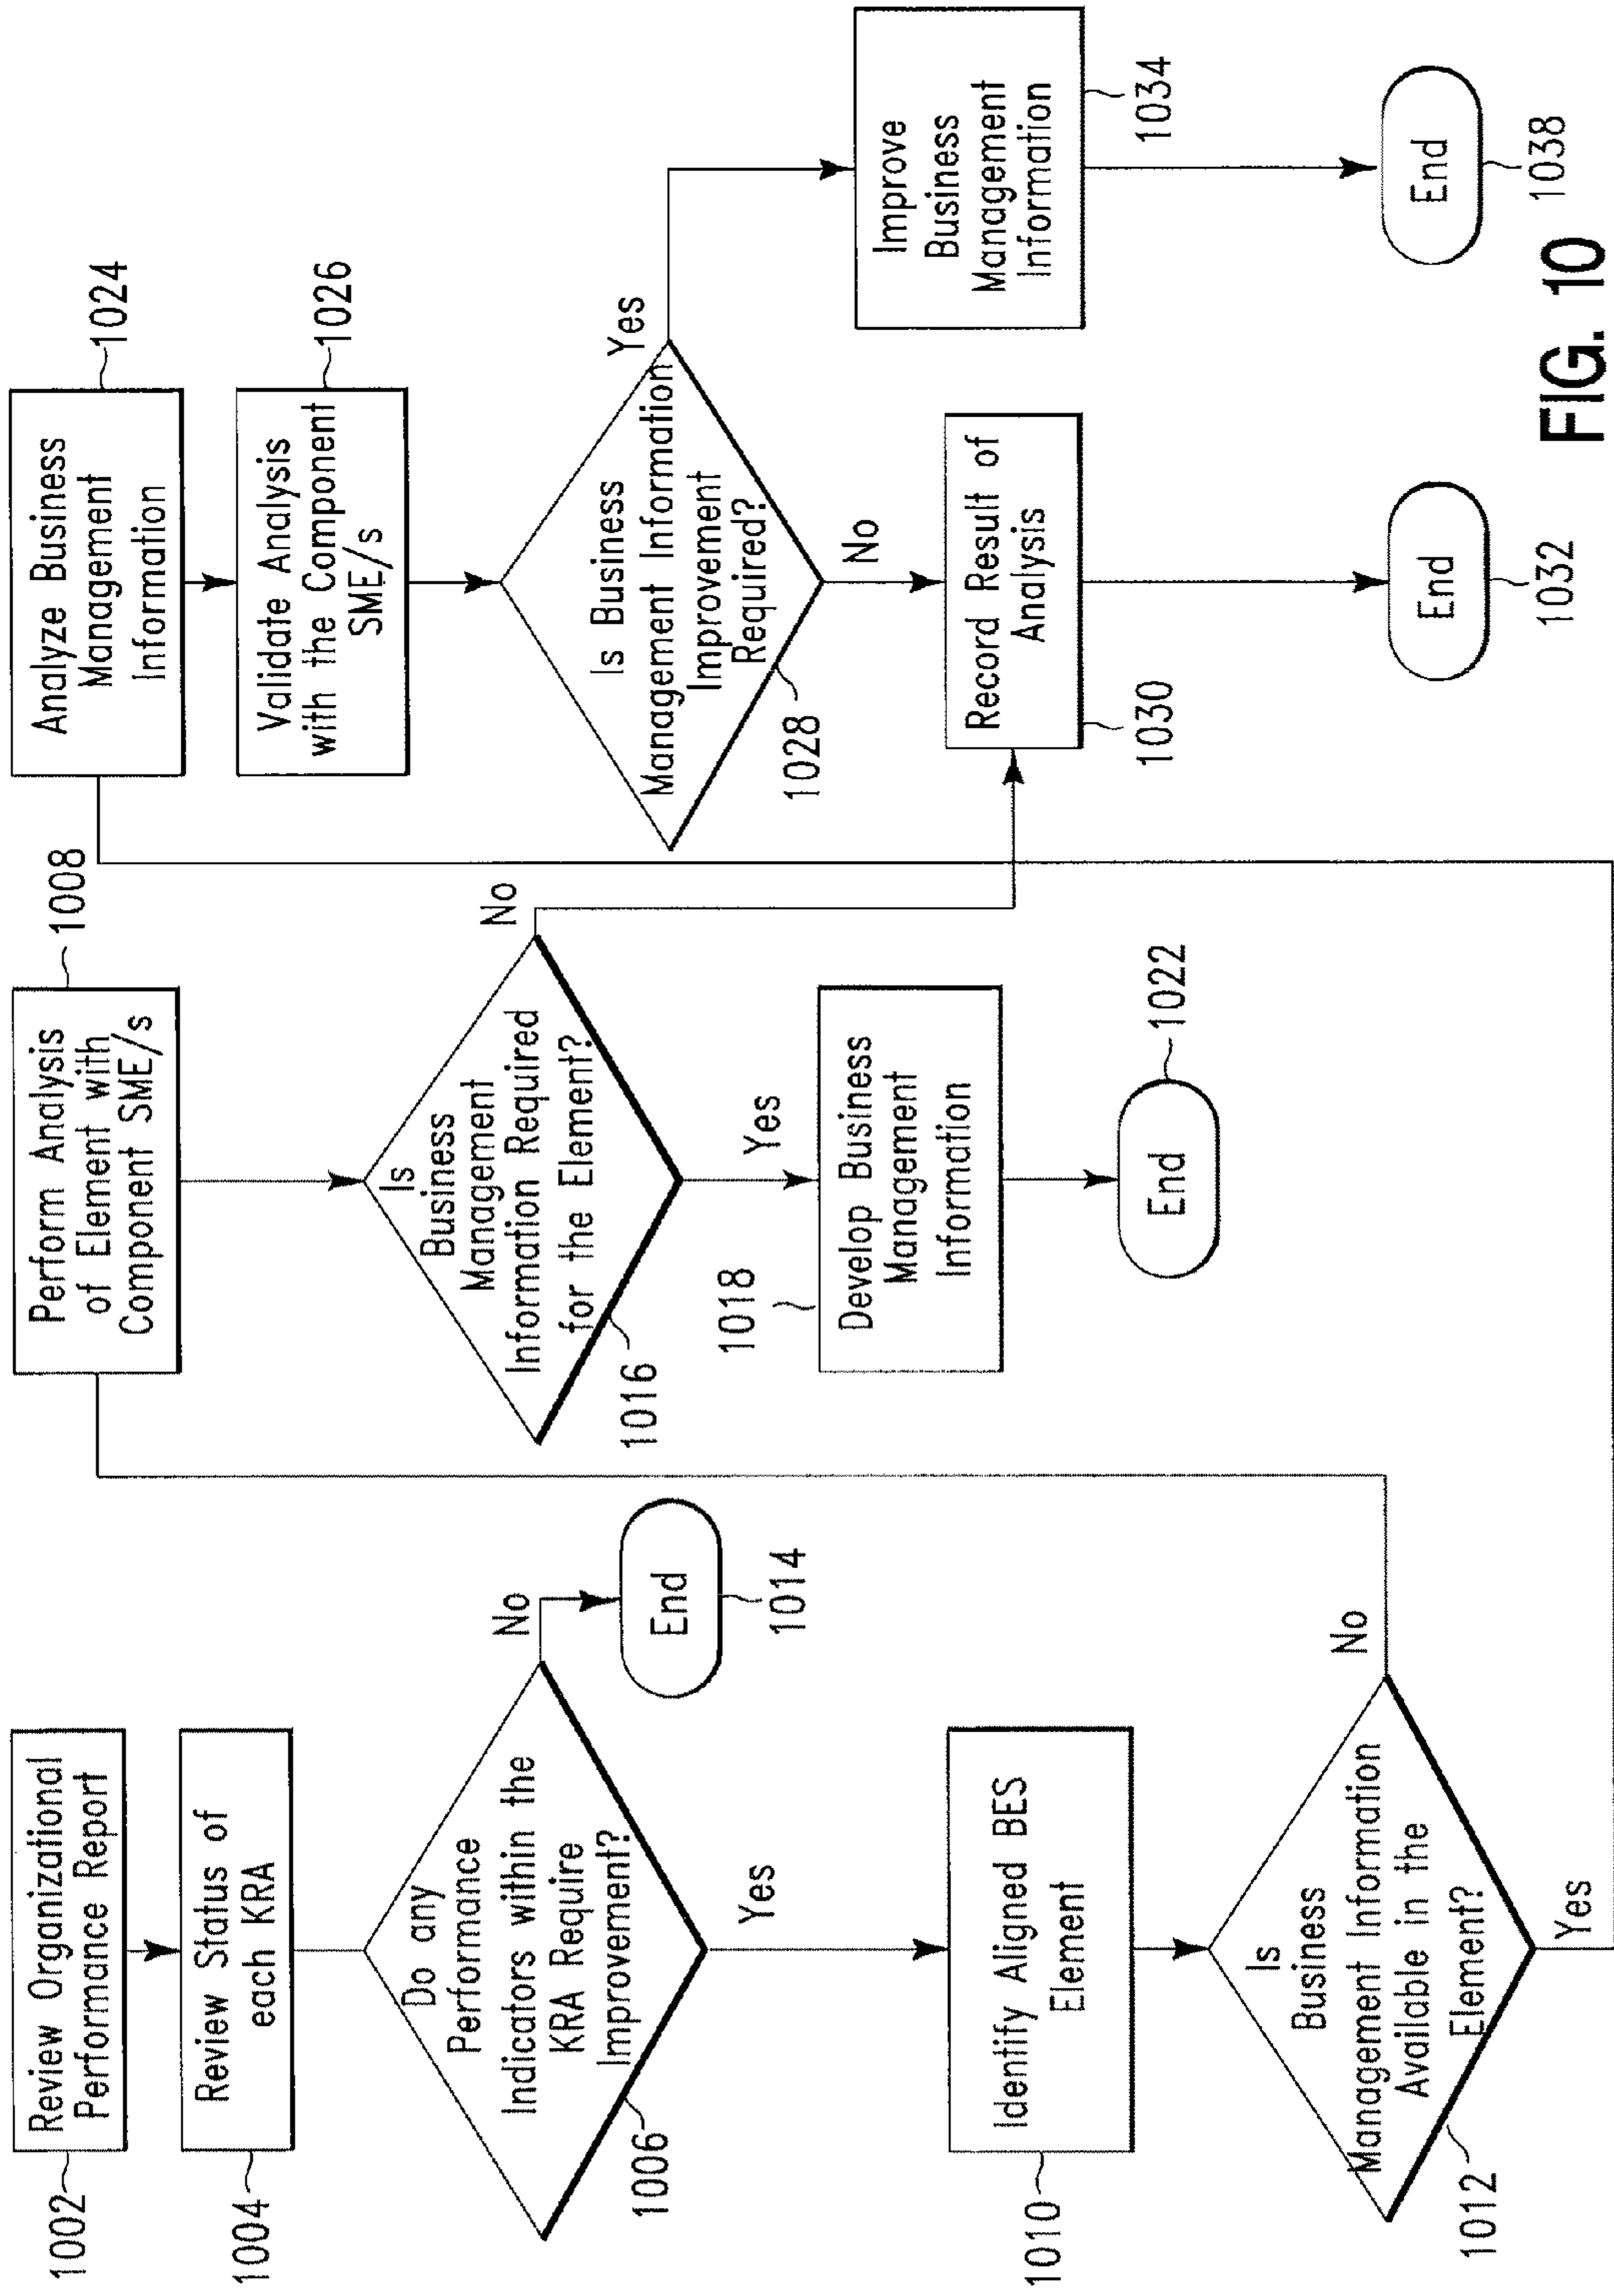 1002
Review Organizational
Performance Report
1004
Review Status of
each KRA
Do any
Performance
Indicators within the
KRA Require
Improvement?
1006
No
End
1014
Yes
1010
Identify Aligned BES
Element
Is
Business
Management Information
Available in the
Element?
1012
No
Yes
1008
Perform Analysis
of Element with
Component SME/s
Is
Business
Management
Information Required
for the Element?
1016
No
Yes
1018
Develop Business
Management
Information
End
1022
Analyze Business
Management
Information
1024
Validate Analysis
with the Component
SME/s
1026
Is Business
Management Information
Improvement
Required?
1028
Yes
No
Record Result of
Analysis
1030
End
1032
Improve
Business
Management
Information
1034
End
1038
FIG. 10